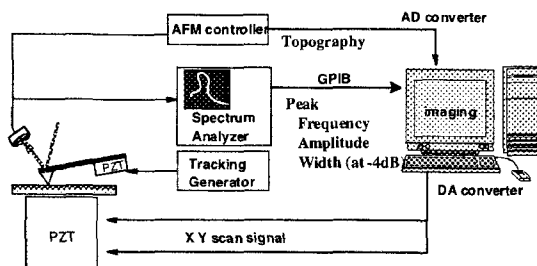 AD converter
AFM controller
Topography
GPIB
imaging
Spectrum
Analyzer
Peak
Frequency
Amplitude
Width (at -4dB)
PZT
Tracking
Generator
DA converter
PZT
X Y scan signal